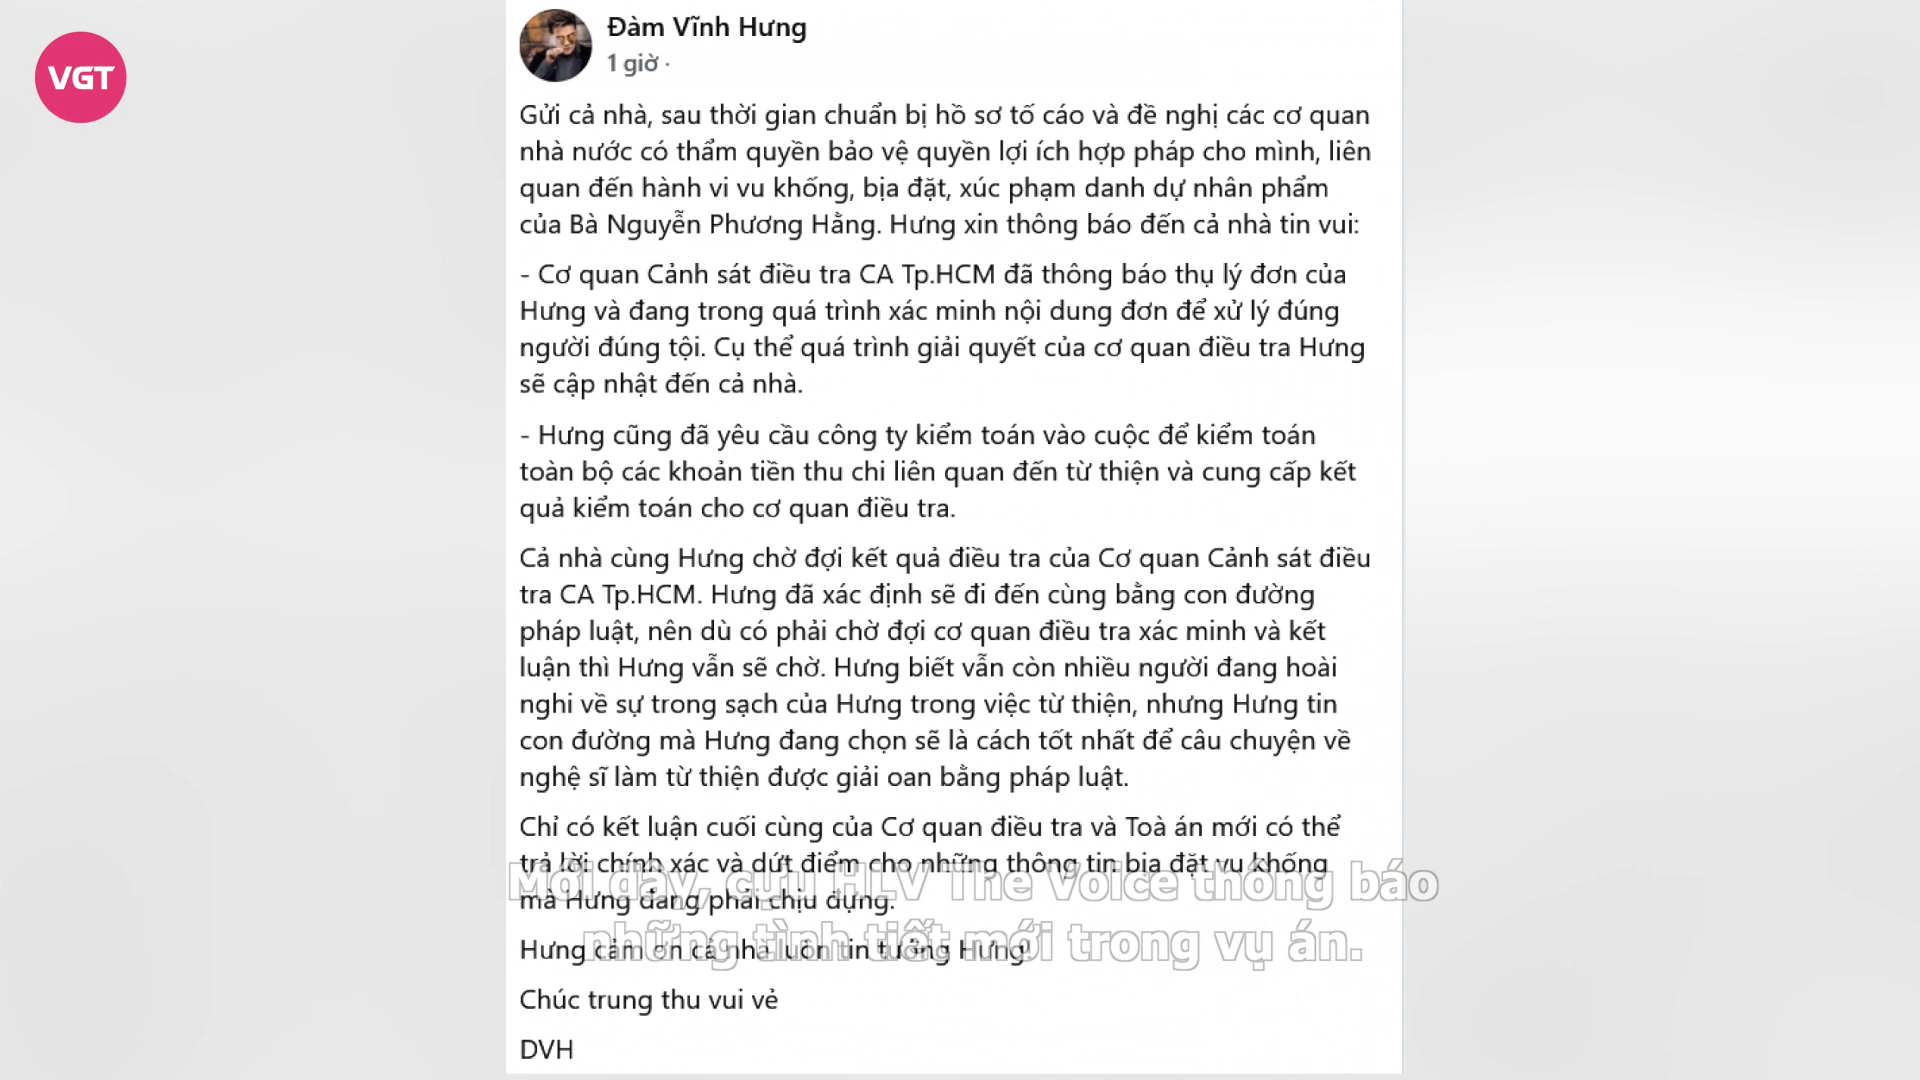 VGT
Đàm Vĩnh Hưng
1 giờ ·
Gửi cả nhà, sau thời gian chuẩn bị hồ sơ tố cáo và đề nghị các cơ quan
nhà nước có thẩm quyền bảo vệ quyền lợi ích hợp pháp cho mình, liên
quan đến hành vi vu khống, bịa đặt, xúc phạm danh dự nhân phẩm
của Bà Nguyễn Phương Hằng. Hưng xin thông báo đến cả nhà tin vui:
- Cơ quan Cảnh sát điều tra CA Tp.HCM đã thông báo thụ lý đơn của
Hưng và đang trong quá trình xác minh nội dung đơn để xử lý đúng
người đúng tội. Cụ thể quá trình giải quyết của cơ quan điều tra Hưng
sẽ cập nhật đến cả nhà.
- Hưng cũng đã yêu cầu công ty kiểm toán vào cuộc để kiểm toán
toàn bộ các khoản tiền thu chi liên quan đến từ thiện và cung cấp kết
quả kiểm toán cho cơ quan điều tra.
Cả nhà cùng Hưng chờ đợi kết quả điều tra của Cơ quan Cảnh sát điều
tra CA Tp.HCM. Hưng đã xác định sẽ đi đến cùng bằng con đường
pháp luật, nên dù có phải chờ đợi cơ quan điều tra xác minh và kết
luận thì Hưng vẫn sẽ chờ. Hưng biết vẫn còn nhiều người đang hoài
nghi về sự trong sạch của Hưng trong việc từ thiện, nhưng Hưng tin
con đường mà Hưng đang chọn sẽ là cách tốt nhất để câu chuyện về
nghệ sĩ làm từ thiện được giải oan bằng pháp luật.
Chỉ có kết luận cuối cùng của Cơ quan điều tra và Toà án mới có thể
trả lời chính xác và dứt điểm cho những thông tin bịa đặt vu khống
mà Hưng đang phải chịu đựng.
Mới đây, cựu HLV The Voice thông báo
những tình tiết mới trong vụ án.
Hưng cảm ơn cả nhà luôn tin tưởng Hưng!
Chúc trung thu vui vẻ
DVH